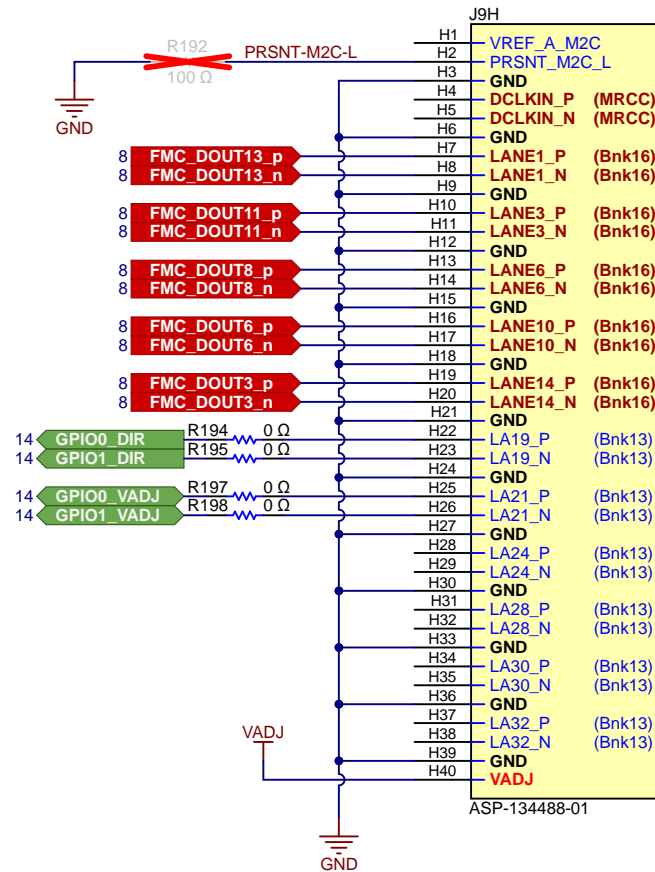 J9H
R192
100 Ω
PRSNT-M2C-L
GND
H1 VREF_A_M2C
H2 PRSNT_M2C_L
H3 GND
H4 DCLKIN_P (MRCC)
H5 DCLKIN_N (MRCC)
H6 GND
8 FMC_DOUT13_p H7 LANE1_P (Bnk16)
8 FMC_DOUT13_n H8 LANE1_N (Bnk16)
H9 GND
8 FMC_DOUT11_p H10 LANE3_P (Bnk16)
8 FMC_DOUT11_n H11 LANE3_N (Bnk16)
H12 GND
8 FMC_DOUT8_p H13 LANE6_P (Bnk16)
8 FMC_DOUT8_n H14 LANE6_N (Bnk16)
H15 GND
8 FMC_DOUT6_p H16 LANE10_P (Bnk16)
8 FMC_DOUT6_n H17 LANE10_N (Bnk16)
H18 GND
8 FMC_DOUT3_p H19 LANE14_P (Bnk16)
8 FMC_DOUT3_n H20 LANE14_N (Bnk16)
H21 GND
14 GPIO0_DIR R194 0 Ω H22 LA19_P (Bnk13)
14 GPIO1_DIR R195 0 Ω H23 LA19_N (Bnk13)
H24 GND
14 GPIO0_VADJ R197 0 Ω H25 LA21_P (Bnk13)
14 GPIO1_VADJ R198 0 Ω H26 LA21_N (Bnk13)
H27 GND
H28 LA24_P (Bnk13)
H29 LA24_N (Bnk13)
H30 GND
H31 LA28_P (Bnk13)
H32 LA28_N (Bnk13)
H33 GND
H34 LA30_P (Bnk13)
H35 LA30_N (Bnk13)
H36 GND
H37 LA32_P (Bnk13)
H38 LA32_N (Bnk13)
H39 GND
VADJ
H40 VADJ
ASP-134488-01
GND